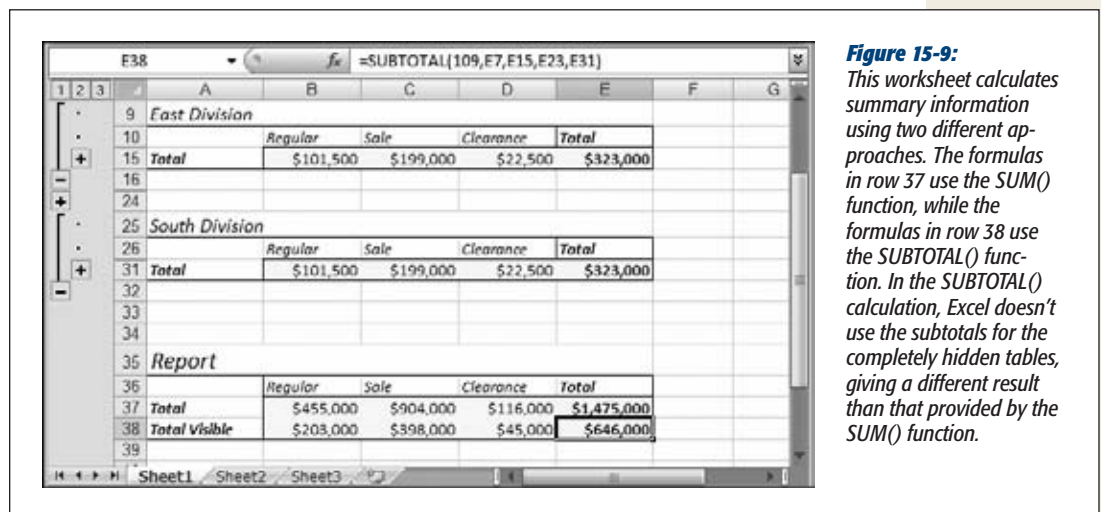 E38 fx =SUBTOTAL(109,E7,E15,E23,E31)
1 2 3 A B C D E F G
9 East Division
10 Regular Sale Clearance Total
15 Total $101,500 $199,000 $22,500 $323,000
16
24
25 South Division
26 Regular Sale Clearance Total
31 Total $101,500 $199,000 $22,500 $323,000
32
33
34
35 Report
36 Regular Sale Clearance Total
37 Total $455,000 $904,000 $116,000 $1,475,000
38 Total Visible $203,000 $398,000 $45,000 $646,000
39
Sheet1 Sheet2 Sheet3
Figure 15-9:
This worksheet calculates
summary information
using two different ap-
proaches. The formulas
in row 37 use the SUM()
function, while the
formulas in row 38 use
the SUBTOTAL() func-
tion. In the SUBTOTAL()
calculation, Excel doesn't
use the subtotals for the
completely hidden tables,
giving a different result
than that provided by the
SUM() function.